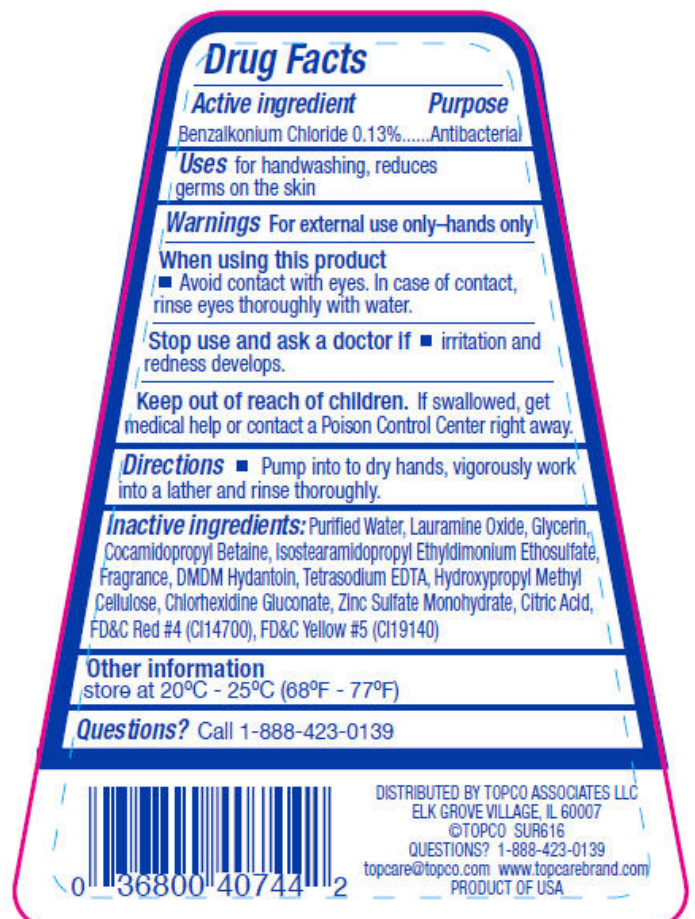 Drug Facts
Active ingredient Purpose
Benzalkonium Chloride 0.13%......Antibacterial
Uses for handwashing, reduces
germs on the skin
Warnings For external use only–hands only
When using this product
■ Avoid contact with eyes. In case of contact,
rinse eyes thoroughly with water.
Stop use and ask a doctor if ■ irritation and
redness develops.
Keep out of reach of children. If swallowed, get
medical help or contact a Poison Control Center right away.
Directions ■ Pump into to dry hands, vigorously work
into a lather and rinse thoroughly.
Inactive ingredients: Purified Water, Lauramine Oxide, Glycerin,
Cocamidopropyl Betaine, Isostearamidopropyl Ethyldimonium Ethosulfate,
Fragrance, DMDM Hydantoin, Tetrasodium EDTA, Hydroxypropyl Methyl
Cellulose, Chlorhexidine Gluconate, Zinc Sulfate Monohydrate, Citric Acid,
FD&C Red #4 (CI14700), FD&C Yellow #5 (CI19140)
Other information
store at 20ºC - 25ºC (68ºF - 77ºF)
Questions? Call 1-888-423-0139
0 36800 40744 2
DISTRIBUTED BY TOPCO ASSOCIATES LLC
ELK GROVE VILLAGE, IL 60007
©TOPCO SUR616
QUESTIONS? 1-888-423-0139
topcare@topco.com www.topcarebrand.com
PRODUCT OF USA